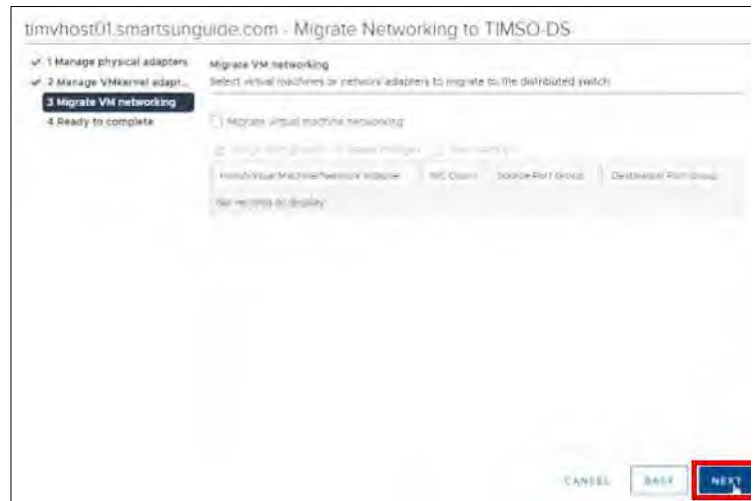 timvhost01.smartsunguide.com - Migrate Networking to TIMSO-DS
1 Manage physical adapters
2 Manage VMkernel adapt...
3 Migrate VM networking
4 Ready to complete
Migrate VM networking
Select virtual machines or network adapters to migrate to the distributed switch.
Migrate virtual machine networking
Host/Virtual Machine/Network Adapter
NIC Count
Source Port Group
Destination Port Group
No records to display
CANCEL
BACK
NEXT